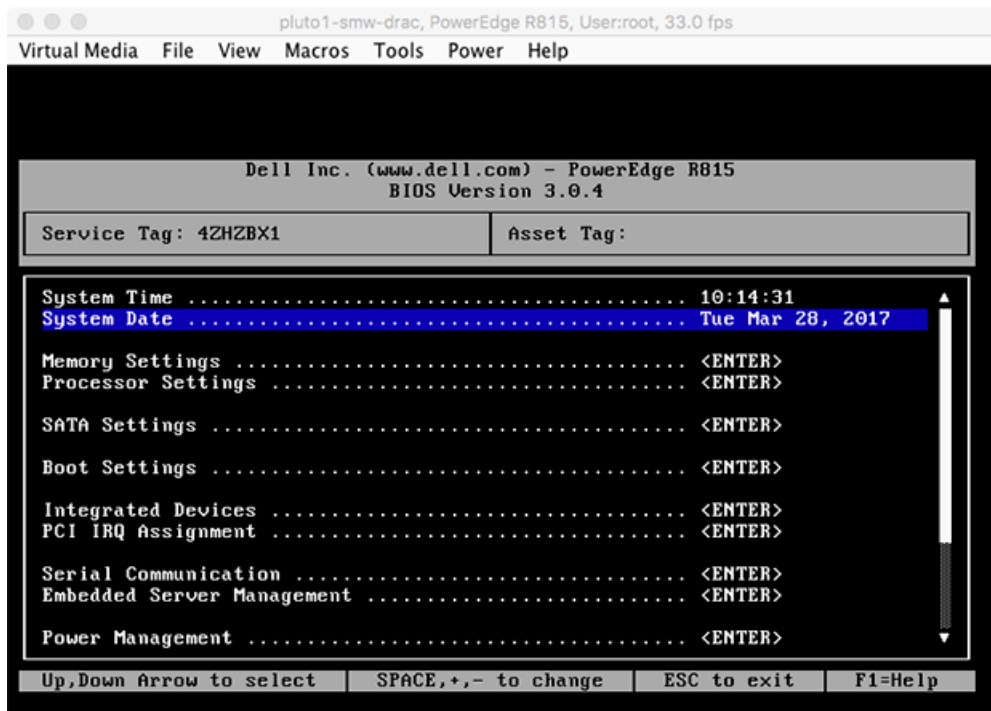 pluto1-smw-drac, PowerEdge R815, User:root, 33.0 fps
Virtual Media File View Macros Tools Power Help
Dell Inc. (www.dell.com) - PowerEdge R815
BIOS Version 3.0.4
Service Tag: 4ZHZBX1 Asset Tag:
System Time ........................................... 10:14:31
System Date ........................................... Tue Mar 28, 2017
Memory Settings ....................................... <ENTER>
Processor Settings .................................... <ENTER>
SATA Settings ......................................... <ENTER>
Boot Settings ......................................... <ENTER>
Integrated Devices .................................... <ENTER>
PCI IRQ Assignment .................................... <ENTER>
Serial Communication .................................. <ENTER>
Embedded Server Management ............................ <ENTER>
Power Management ...................................... <ENTER>
Up,Down Arrow to select SPACE,+,- to change ESC to exit F1=Help